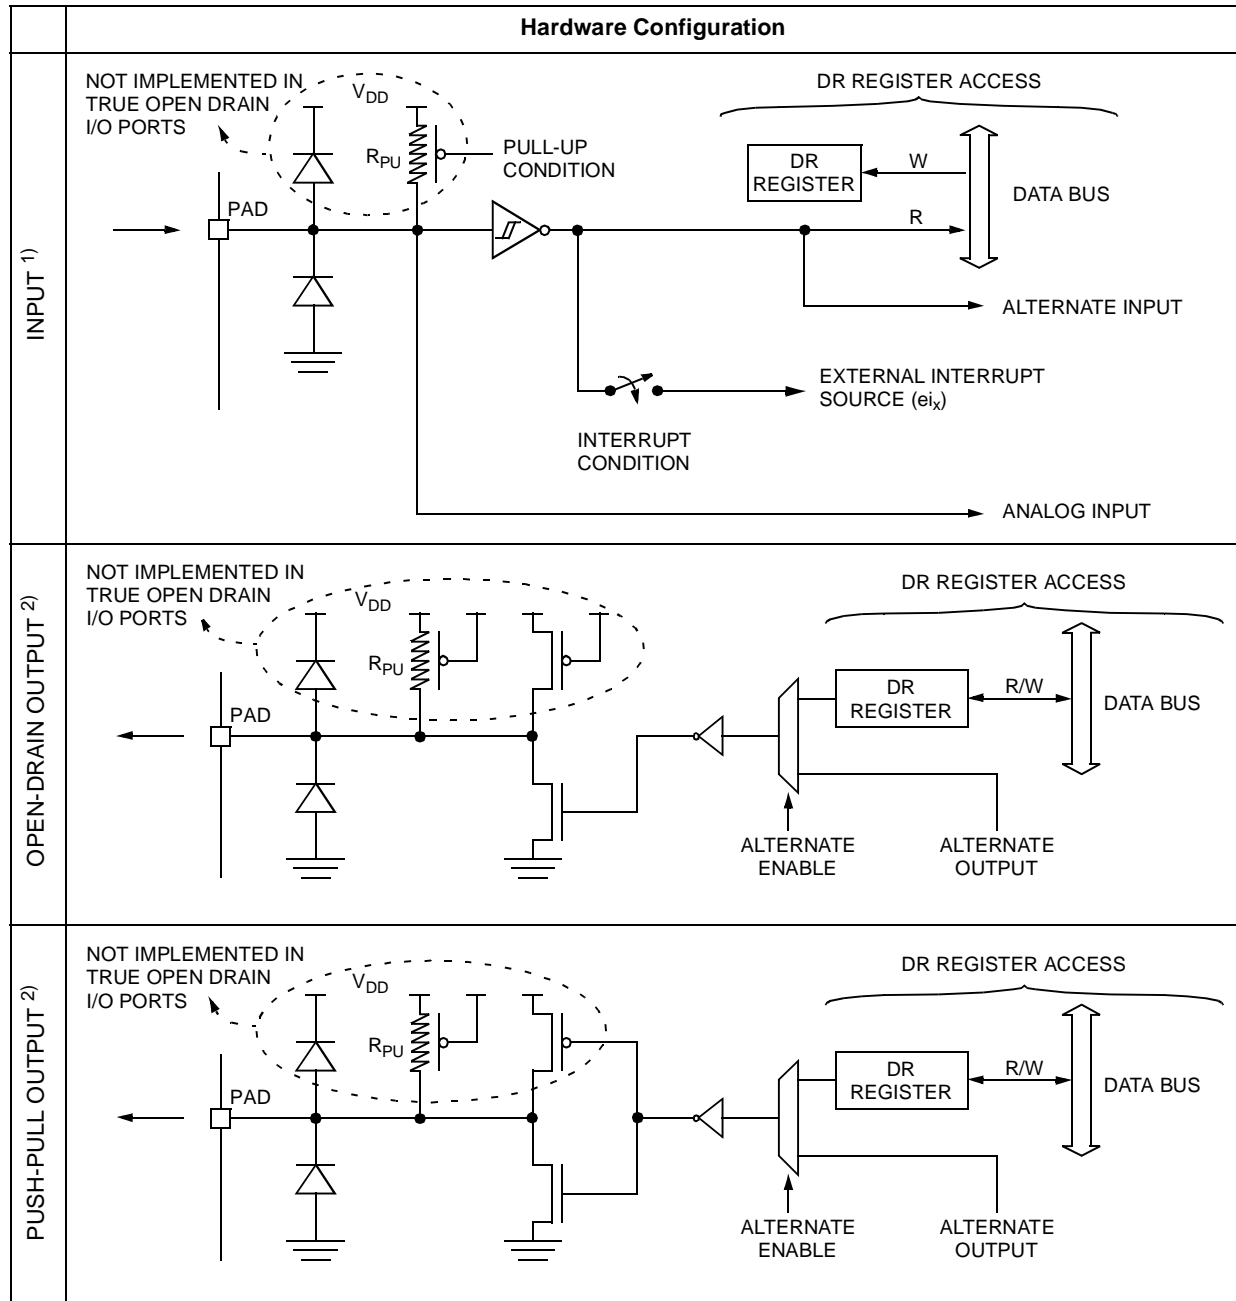 Hardware Configuration
INPUT 1)
NOT IMPLEMENTED IN
TRUE OPEN DRAIN
I/O PORTS
VDD
RPU
PULL-UP
CONDITION
PAD
DR REGISTER ACCESS
DR
REGISTER
W
R
DATA BUS
ALTERNATE INPUT
EXTERNAL INTERRUPT
SOURCE (eix)
INTERRUPT
CONDITION
ANALOG INPUT
OPEN-DRAIN OUTPUT 2)
NOT IMPLEMENTED IN
TRUE OPEN DRAIN
I/O PORTS
VDD
RPU
PAD
DR REGISTER ACCESS
DR
REGISTER
R/W
DATA BUS
ALTERNATE
ENABLE
ALTERNATE
OUTPUT
PUSH-PULL OUTPUT 2)
NOT IMPLEMENTED IN
TRUE OPEN DRAIN
I/O PORTS
VDD
RPU
PAD
DR REGISTER ACCESS
DR
REGISTER
R/W
DATA BUS
ALTERNATE
ENABLE
ALTERNATE
OUTPUT